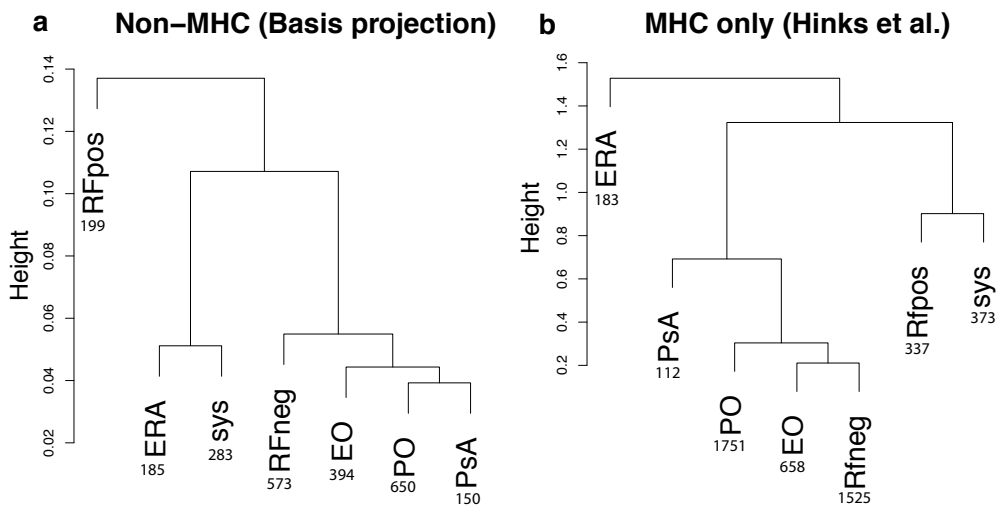 a Non–MHC (Basis projection)
Height
0.14
0.12
0.10
0.08
0.06
0.04
0.02
RFpos
199
ERA
185
sys
283
RFneg
573
EO
394
PO
650
PsA
150
b MHC only (Hinks et al.)
Height
1.6
1.4
1.2
1.0
0.8
0.6
0.4
0.2
ERA
183
PsA
112
PO
1751
EO
658
Rfneg
1525
Rfpos
337
sys
373